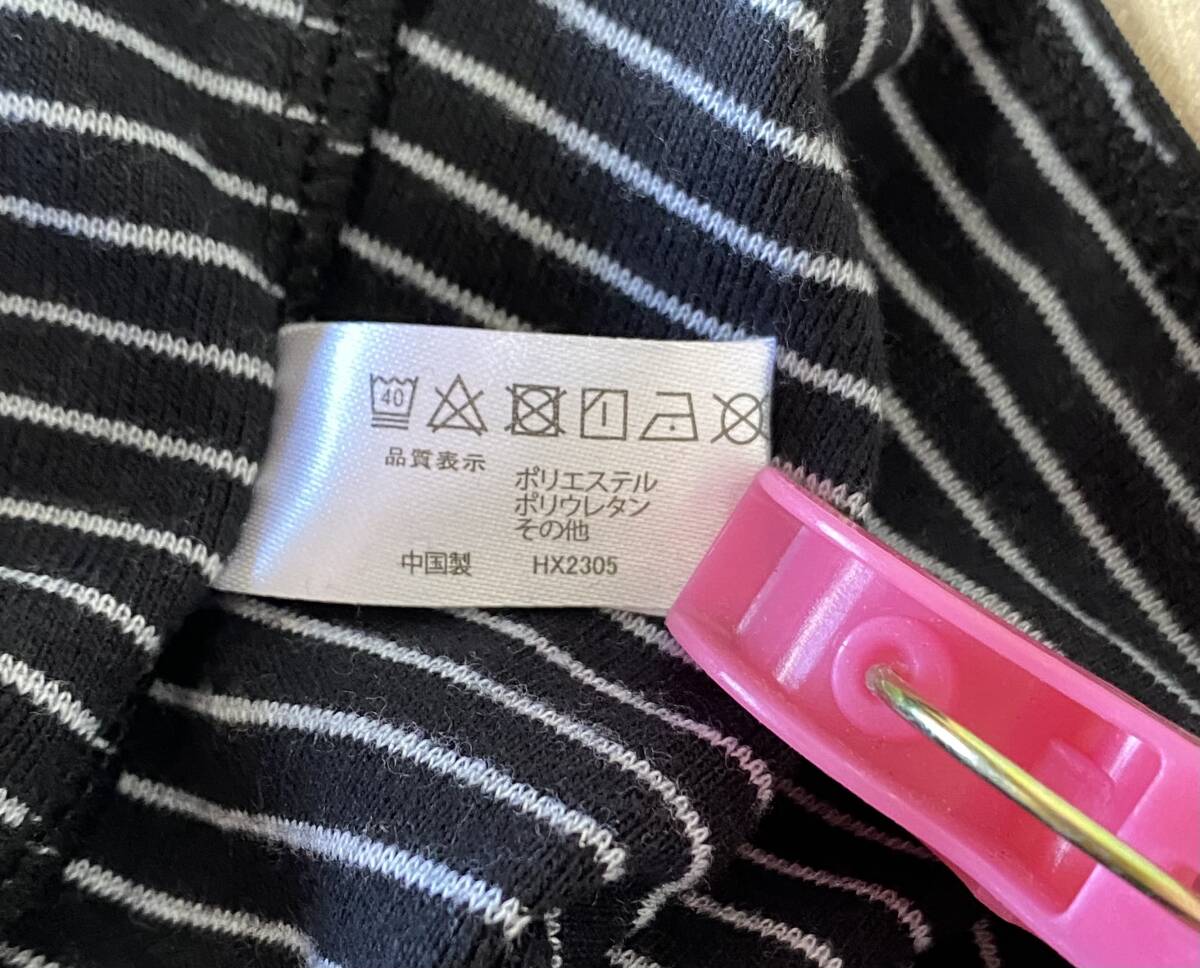 40
品質表示
ポリエステル
ポリウレタン
その他
中国製 HX2305